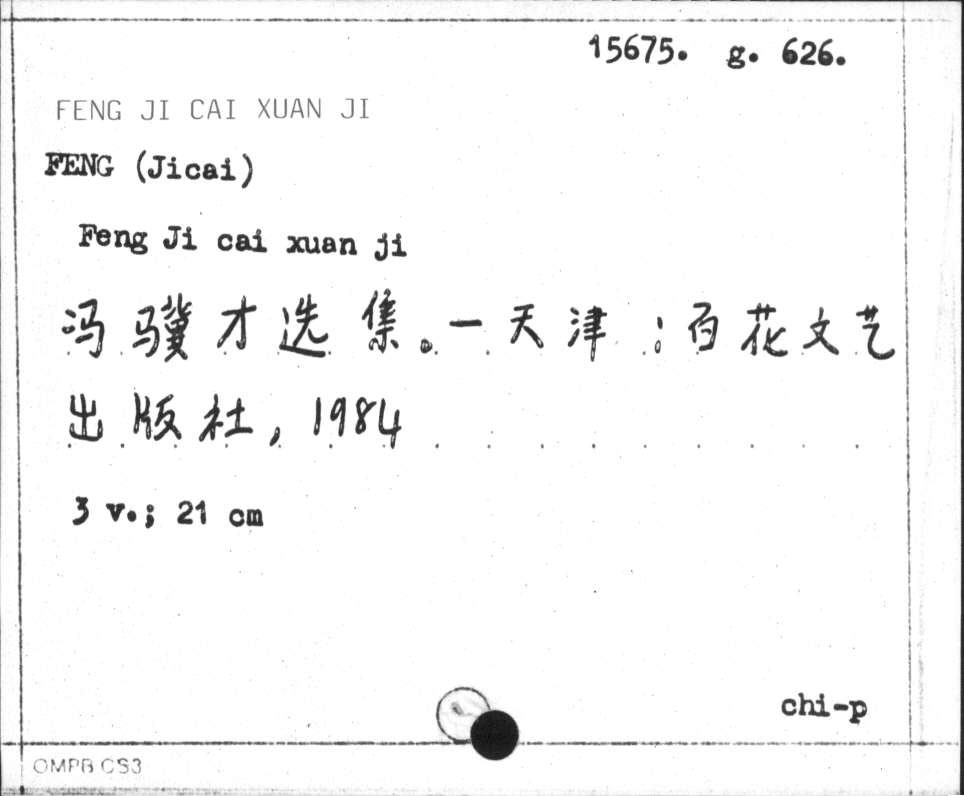 15675. g. 626.
FENG JI CAI XUAN JI
FENG (Jicai)
Feng Ji cai xuan ji
冯骥才选集。一天津:百花文艺
出版社, 1984
3 v.; 21 cm
chi-p
OMPB CS3